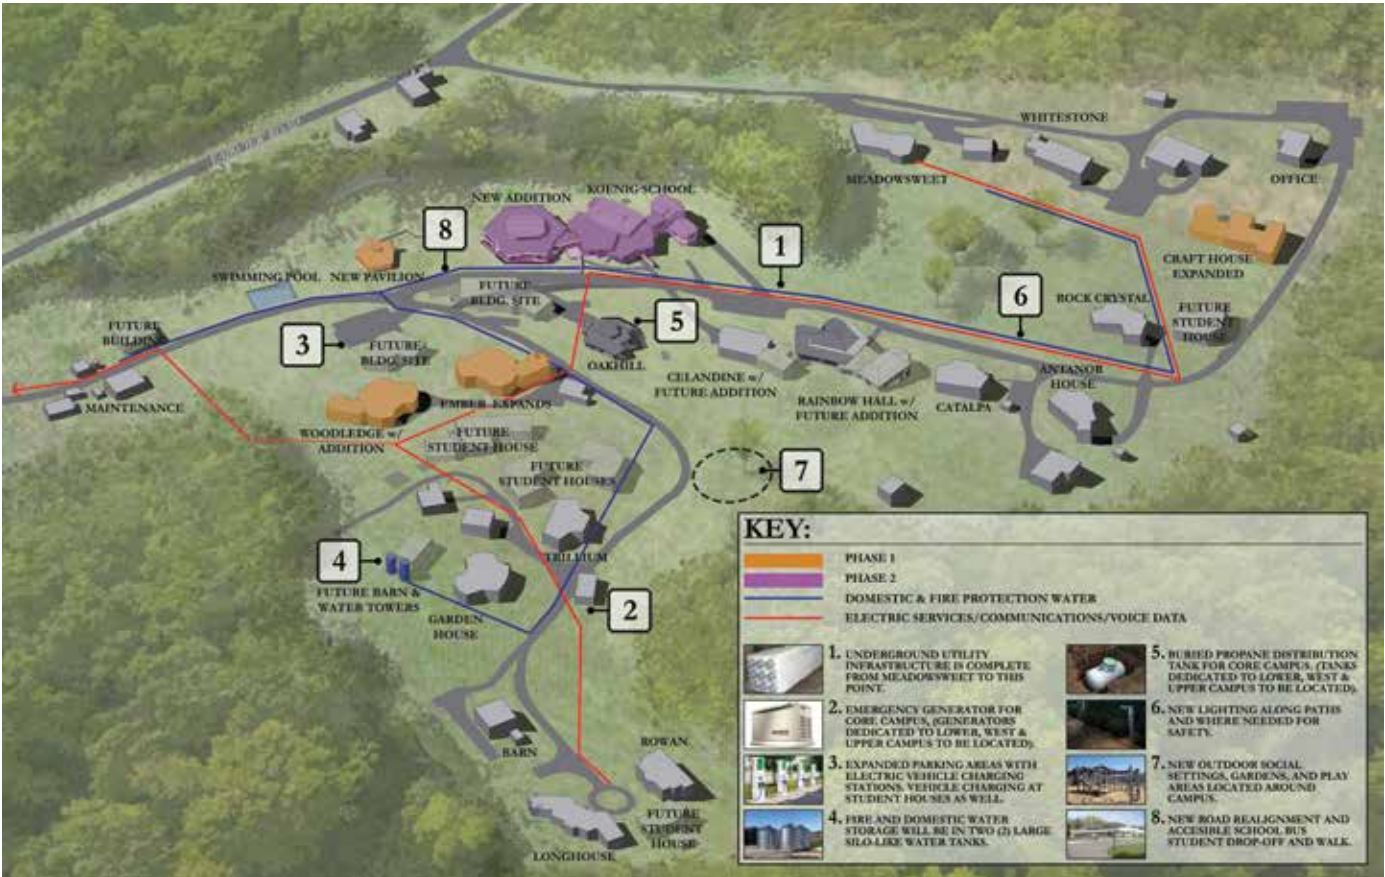 WHITESTONE
MEADOWSWEET
OFFICE
KOENIG SCHOOL
NEW ADDITION
8
1
CRAFT HOUSE
EXPANDED
SWIMMING POOL
NEW PAVILION
FUTURE
BLDG. SITE
6
ROCK CRYSTAL
FUTURE
STUDENT
HOUSE
FUTURE
BUILDING
3
FUTURE
BLDG. SITE
5
OAKHILL
CELANDINE w/
FUTURE ADDITION
RAINBOW HALL w/
FUTURE ADDITION
CATALPA
ANTANOR
HOUSE
MAINTENANCE
EMBER EXPANDS
WOODLEDGE w/
ADDITION
FUTURE
STUDENT HOUSE
FUTURE
STUDENT HOUSES
7
4
TRILLIUM
FUTURE BARN &
WATER TOWERS
GARDEN
HOUSE
2
BARN
ROWAN
FUTURE
STUDENT
HOUSE
LONGHOUSE
KEY:
PHASE 1
PHASE 2
DOMESTIC & FIRE PROTECTION WATER
ELECTRIC SERVICES/COMMUNICATIONS/VOICE DATA
1. UNDERGROUND UTILITY
INFRASTRUCTURE IS COMPLETE
FROM MEADOWSWEET TO THIS
POINT.
2. EMERGENCY GENERATOR FOR
CORE CAMPUS, (GENERATORS
DEDICATED TO LOWER, WEST &
UPPER CAMPUS TO BE LOCATED).
3. EXPANDED PARKING AREAS WITH
ELECTRIC VEHICLE CHARGING
STATIONS. VEHICLE CHARGING AT
STUDENT HOUSES AS WELL.
4. FIRE AND DOMESTIC WATER
STORAGE WILL BE IN TWO (2) LARGE
SILO-LIKE WATER TANKS.
5. BURIED PROPANE DISTRIBUTION
TANK FOR CORE CAMPUS. (TANKS
DEDICATED TO LOWER, WEST &
UPPER CAMPUS TO BE LOCATED).
6. NEW LIGHTING ALONG PATHS
AND WHERE NEEDED FOR
SAFETY.
7. NEW OUTDOOR SOCIAL
SETTINGS, GARDENS, AND PLAY
AREAS LOCATED AROUND
CAMPUS.
8. NEW ROAD REALIGNMENT AND
ACCESIBLE SCHOOL BUS
STUDENT DROP-OFF AND WALK.